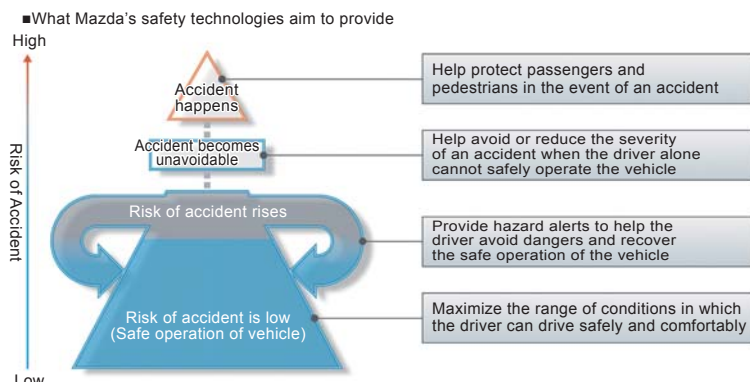 ■What Mazda's safety technologies aim to provide
High
Risk of Accident
Low
Accident
happens
Accident becomes
unavoidable
Risk of accident rises
Risk of accident is low
(Safe operation of vehicle)
Help protect passengers and
pedestrians in the event of an accident
Help avoid or reduce the severity
of an accident when the driver alone
cannot safely operate the vehicle
Provide hazard alerts to help the
driver avoid dangers and recover
the safe operation of the vehicle
Maximize the range of conditions in which
the driver can drive safely and comfortably